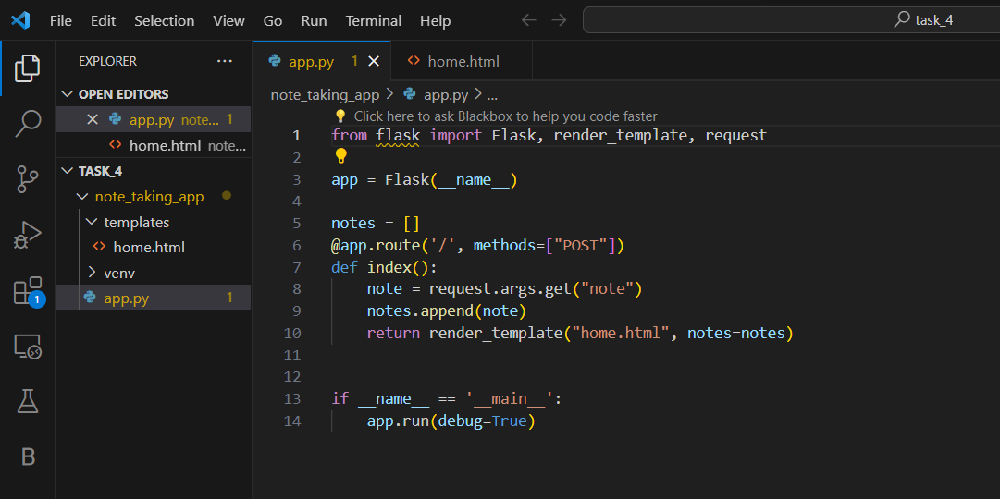 File Edit Selection View Go Run Terminal Help task_4
EXPLORER ...
app.py 1
home.html
OPEN EDITORS
app.py note... 1
home.html note...
TASK_4
note_taking_app
templates
home.html
venv
app.py 1
1
B
note_taking_app > app.py > ...
Click here to ask Blackbox to help you code faster
1 from flask import Flask, render_template, request
2
3 app = Flask(__name__)
4
5 notes = []
6 @app.route('/', methods=["POST"])
7 def index():
8 note = request.args.get("note")
9 notes.append(note)
10 return render_template("home.html", notes=notes)
11
12
13 if __name__ == '__main__':
14 app.run(debug=True)